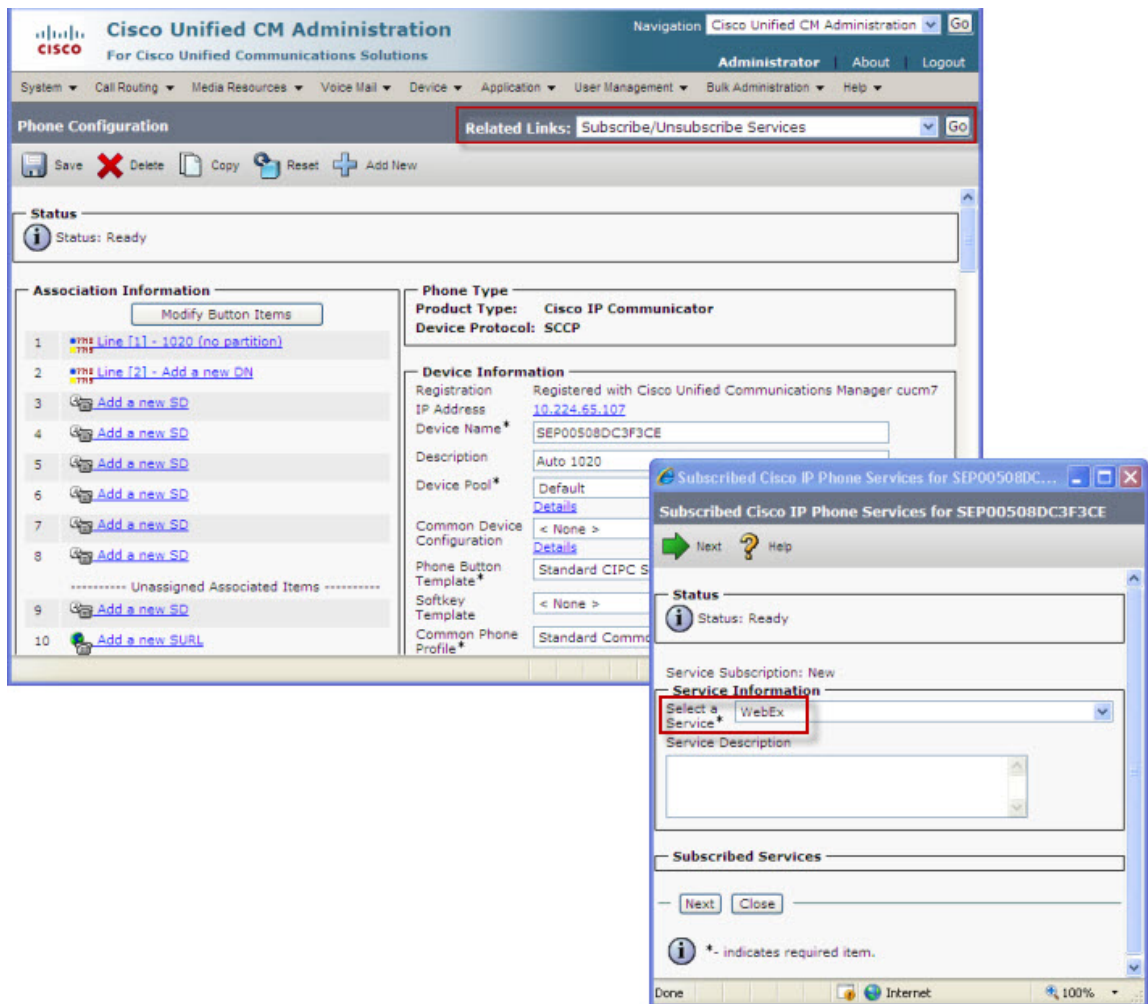 Cisco Unified CM Administration
For Cisco Unified Communications Solutions
CISCO
Navigation Cisco Unified CM Administration Go
Administrator | About | Logout
System Call Routing Media Resources Voice Mail Device Application User Management Bulk Administration Help
Phone Configuration
Related Links: Subscribe/Unsubscribe Services Go
Save Delete Copy Reset Add New
Status
Status: Ready
Association Information
Modify Button Items
1 Line [1] - 1020 (no partition)
2 Line [2] - Add a new DN
3 Add a new SD
4 Add a new SD
5 Add a new SD
6 Add a new SD
7 Add a new SD
8 Add a new SD
---------- Unassigned Associated Items ----------
9 Add a new SD
10 Add a new SURL
Phone Type
Product Type: Cisco IP Communicator
Device Protocol: SCCP
Device Information
Registration Registered with Cisco Unified Communications Manager cucm7
IP Address 10.224.65.107
Device Name* SEP00508DC3F3CE
Description Auto 1020
Device Pool* Default
Details
Common Device Configuration < None >
Details
Phone Button Template* Standard CIPC S
Softkey Template < None >
Common Phone Profile* Standard Commo
Subscribed Cisco IP Phone Services for SEP00508DC...
Subscribed Cisco IP Phone Services for SEP00508DC3F3CE
Next Help
Status
Status: Ready
Service Subscription: New
Service Information
Select a Service* WebEx
Service Description
Subscribed Services
Next Close
*- indicates required item.
Done Internet 100%